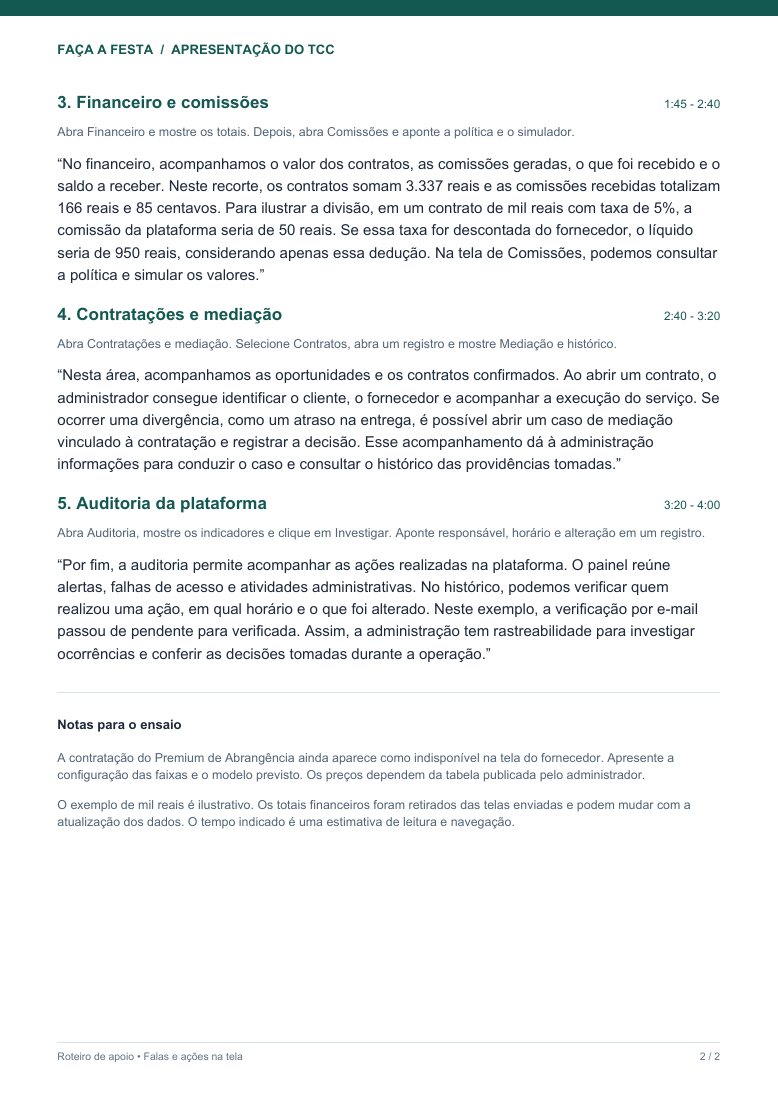 FAÇA A FESTA / APRESENTAÇÃO DO TCC
3. Financeiro e comissões 1:45 - 2:40
Abra Financeiro e mostre os totais. Depois, abra Comissões e aponte a política e o simulador.
“No financeiro, acompanhamos o valor dos contratos, as comissões geradas, o que foi recebido e o
saldo a receber. Neste recorte, os contratos somam 3.337 reais e as comissões recebidas totalizam
166 reais e 85 centavos. Para ilustrar a divisão, em um contrato de mil reais com taxa de 5%, a
comissão da plataforma seria de 50 reais. Se essa taxa for descontada do fornecedor, o líquido
seria de 950 reais, considerando apenas essa dedução. Na tela de Comissões, podemos consultar
a política e simular os valores.”
4. Contratações e mediação 2:40 - 3:20
Abra Contratações e mediação. Selecione Contratos, abra um registro e mostre Mediação e histórico.
“Nesta área, acompanhamos as oportunidades e os contratos confirmados. Ao abrir um contrato, o
administrador consegue identificar o cliente, o fornecedor e acompanhar a execução do serviço. Se
ocorrer uma divergência, como um atraso na entrega, é possível abrir um caso de mediação
vinculado à contratação e registrar a decisão. Esse acompanhamento dá à administração
informações para conduzir o caso e consultar o histórico das providências tomadas.”
5. Auditoria da plataforma 3:20 - 4:00
Abra Auditoria, mostre os indicadores e clique em Investigar. Aponte responsável, horário e alteração em um registro.
“Por fim, a auditoria permite acompanhar as ações realizadas na plataforma. O painel reúne
alertas, falhas de acesso e atividades administrativas. No histórico, podemos verificar quem
realizou uma ação, em qual horário e o que foi alterado. Neste exemplo, a verificação por e-mail
passou de pendente para verificada. Assim, a administração tem rastreabilidade para investigar
ocorrências e conferir as decisões tomadas durante a operação.”
Notas para o ensaio
A contratação do Premium de Abrangência ainda aparece como indisponível na tela do fornecedor. Apresente a
configuração das faixas e o modelo previsto. Os preços dependem da tabela publicada pelo administrador.
O exemplo de mil reais é ilustrativo. Os totais financeiros foram retirados das telas enviadas e podem mudar com a
atualização dos dados. O tempo indicado é uma estimativa de leitura e navegação.
Roteiro de apoio • Falas e ações na tela 2 / 2